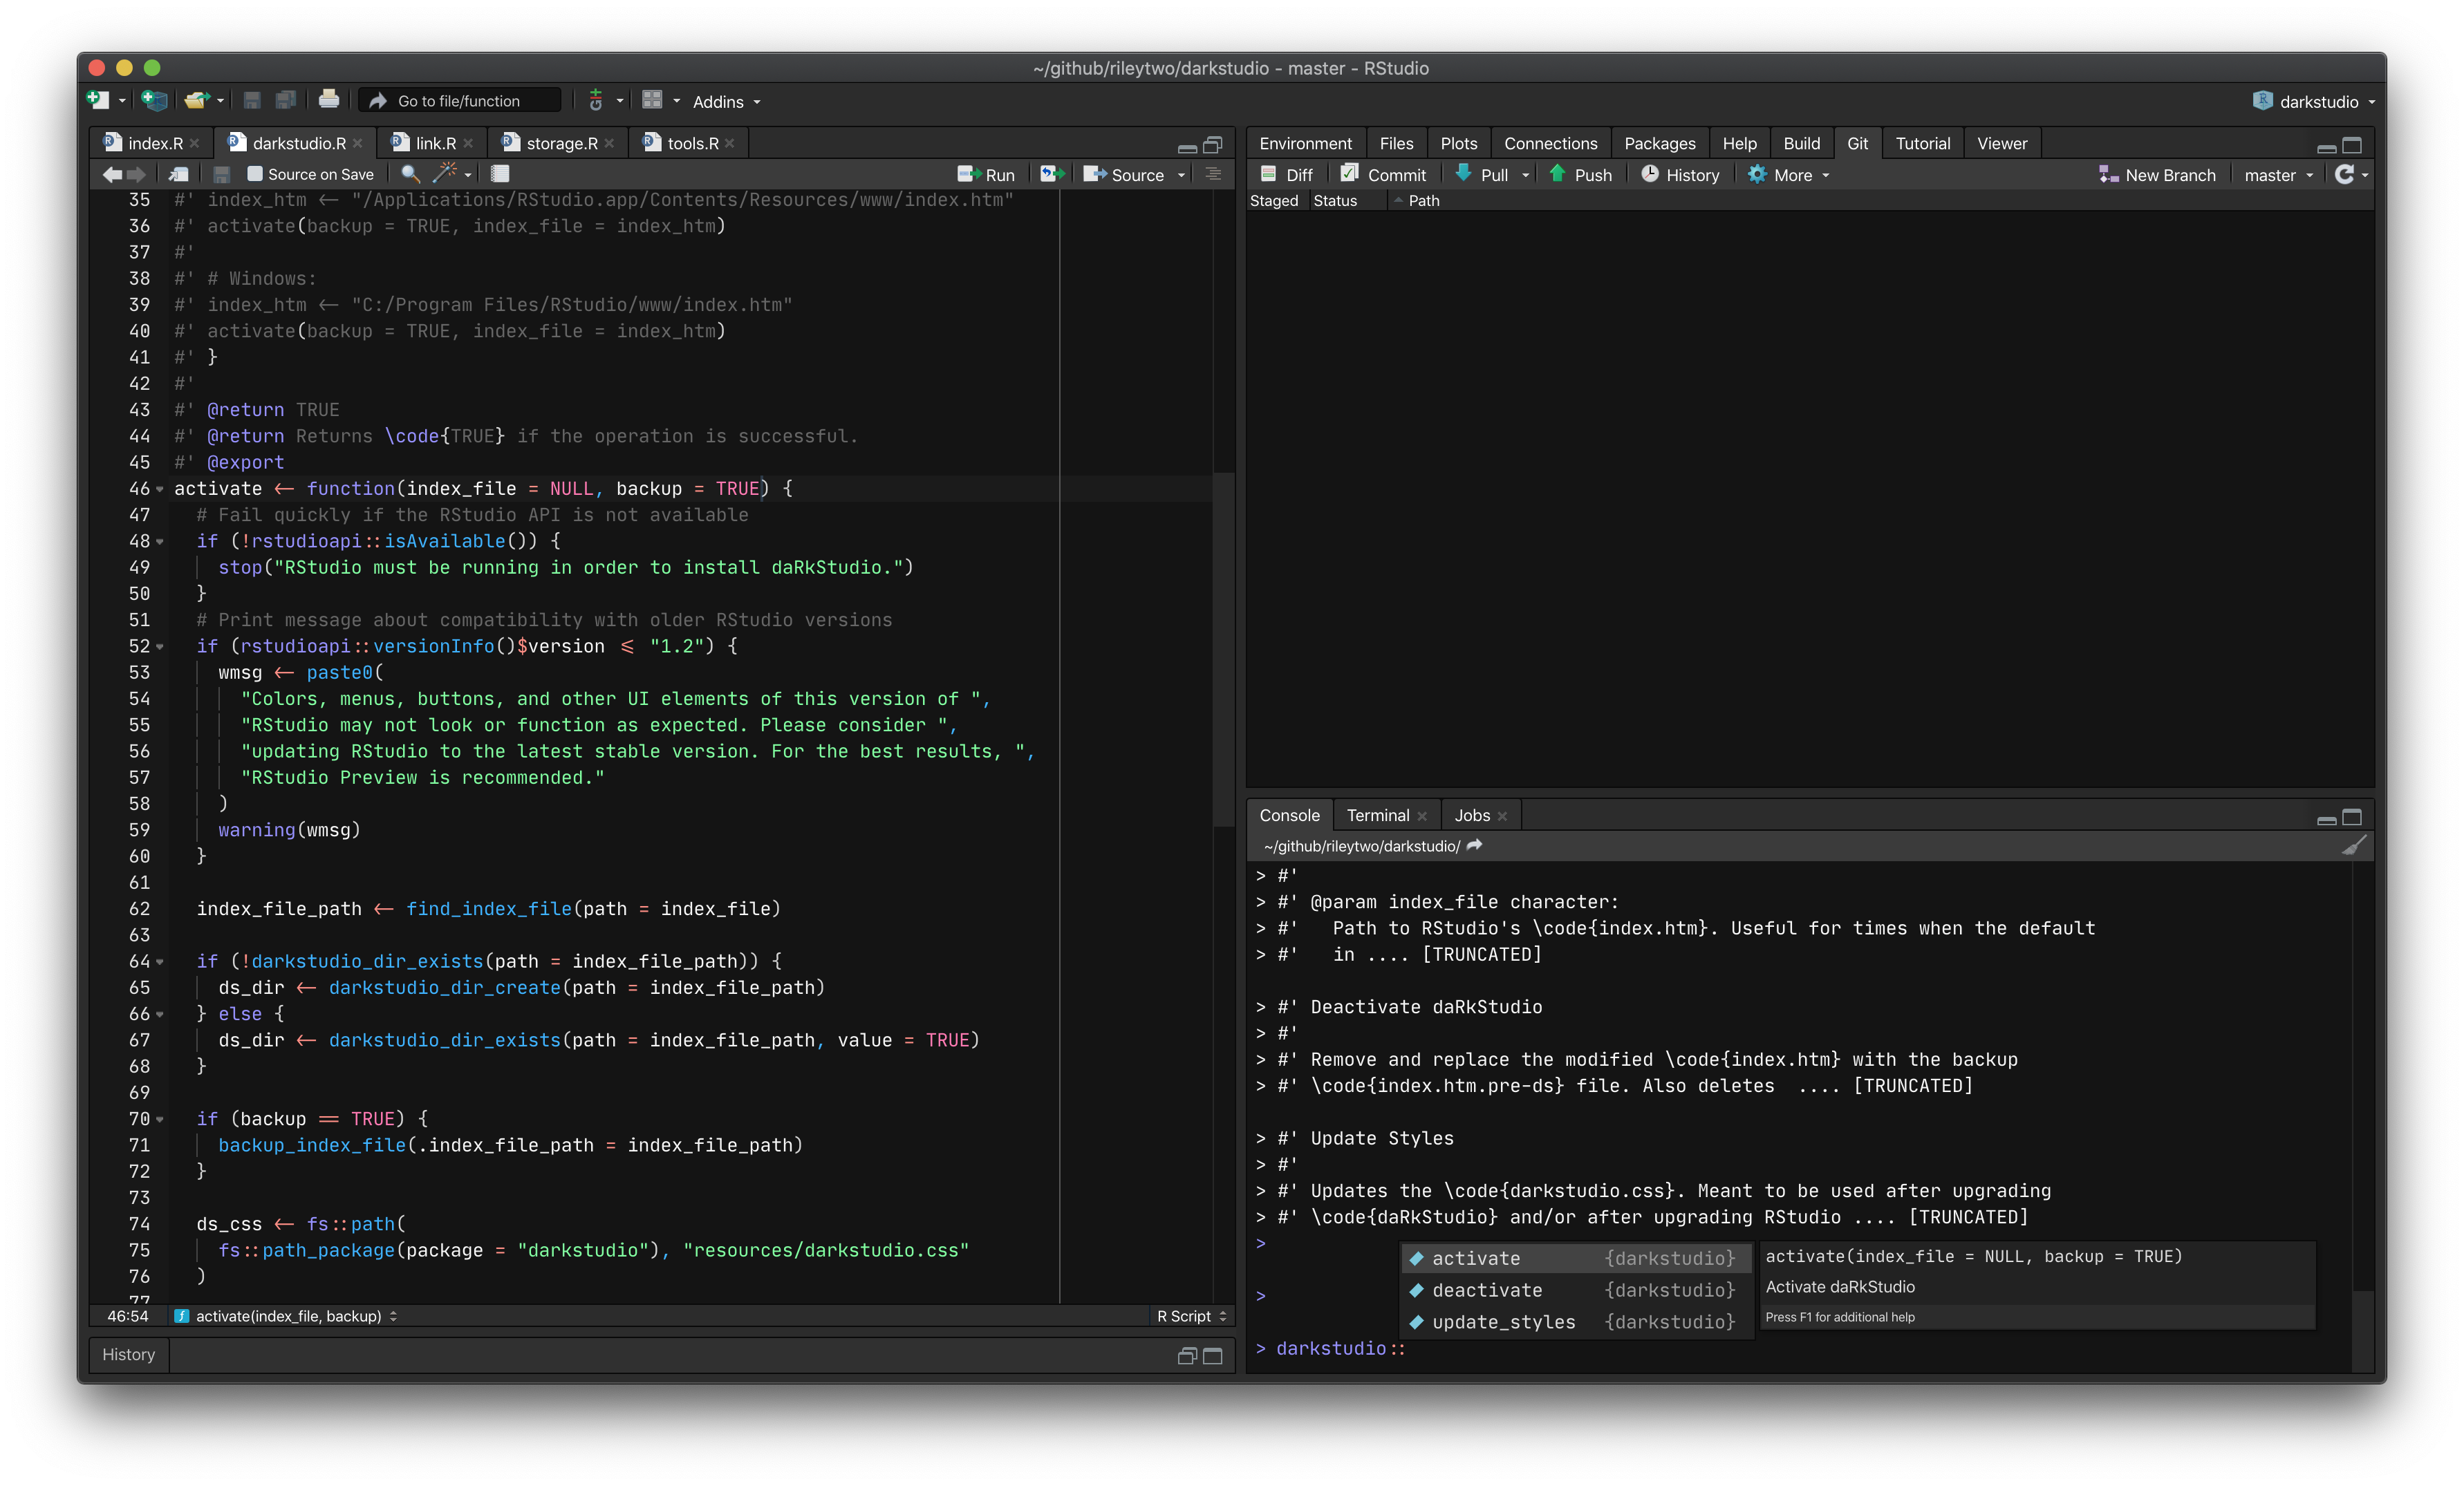 ~/github/rileytwo/darkstudio - master - RStudio
Go to file/function
Addins
darkstudio
index.R
darkstudio.R
link.R
storage.R
tools.R
Source on Save
Run
Source
35 #' index_htm <- "/Applications/RStudio.app/Contents/Resources/www/index.htm"
36 #' activate(backup = TRUE, index_file = index_htm)
37 #'
38 #' # Windows:
39 #' index_htm <- "C:/Program Files/RStudio/www/index.htm"
40 #' activate(backup = TRUE, index_file = index_htm)
41 #' }
42 #'
43 #' @return TRUE
44 #' @return Returns \code{TRUE} if the operation is successful.
45 #' @export
46 activate <- function(index_file = NULL, backup = TRUE) {
47 # Fail quickly if the RStudio API is not available
48 if (!rstudioapi::isAvailable()) {
49 stop("RStudio must be running in order to install daRkStudio.")
50 }
51 # Print message about compatibility with older RStudio versions
52 if (rstudioapi::versionInfo()$version <= "1.2") {
53 wmsg <- paste0(
54 "Colors, menus, buttons, and other UI elements of this version of ",
55 "RStudio may not look or function as expected. Please consider ",
56 "updating RStudio to the latest stable version. For the best results, ",
57 "RStudio Preview is recommended."
58 )
59 warning(wmsg)
60 }
61
62 index_file_path <- find_index_file(path = index_file)
63
64 if (!darkstudio_dir_exists(path = index_file_path)) {
65 ds_dir <- darkstudio_dir_create(path = index_file_path)
66 } else {
67 ds_dir <- darkstudio_dir_exists(path = index_file_path, value = TRUE)
68 }
69
70 if (backup == TRUE) {
71 backup_index_file(.index_file_path = index_file_path)
72 }
73
74 ds_css <- fs::path(
75 fs::path_package(package = "darkstudio"), "resources/darkstudio.css"
76 )
77
46:54 activate(index_file, backup) R Script
History
Environment Files Plots Connections Packages Help Build Git Tutorial Viewer
Diff Commit Pull Push History More New Branch master
Staged Status Path
Console Terminal Jobs
~/github/rileytwo/darkstudio/
> #'
> #' @param index_file character:
> #' Path to RStudio's \code{index.htm}. Useful for times when the default
> #' in .... [TRUNCATED]
> #' Deactivate daRkStudio
> #'
> #' Remove and replace the modified \code{index.htm} with the backup
> #' \code{index.htm.pre-ds} file. Also deletes .... [TRUNCATED]
> #' Update Styles
> #'
> #' Updates the \code{darkstudio.css}. Meant to be used after upgrading
> #' \code{daRkStudio} and/or after upgrading RStudio .... [TRUNCATED]
>
>
> darkstudio::
activate {darkstudio}
deactivate {darkstudio}
update_styles {darkstudio}
activate(index_file = NULL, backup = TRUE)
Activate daRkStudio
Press F1 for additional help